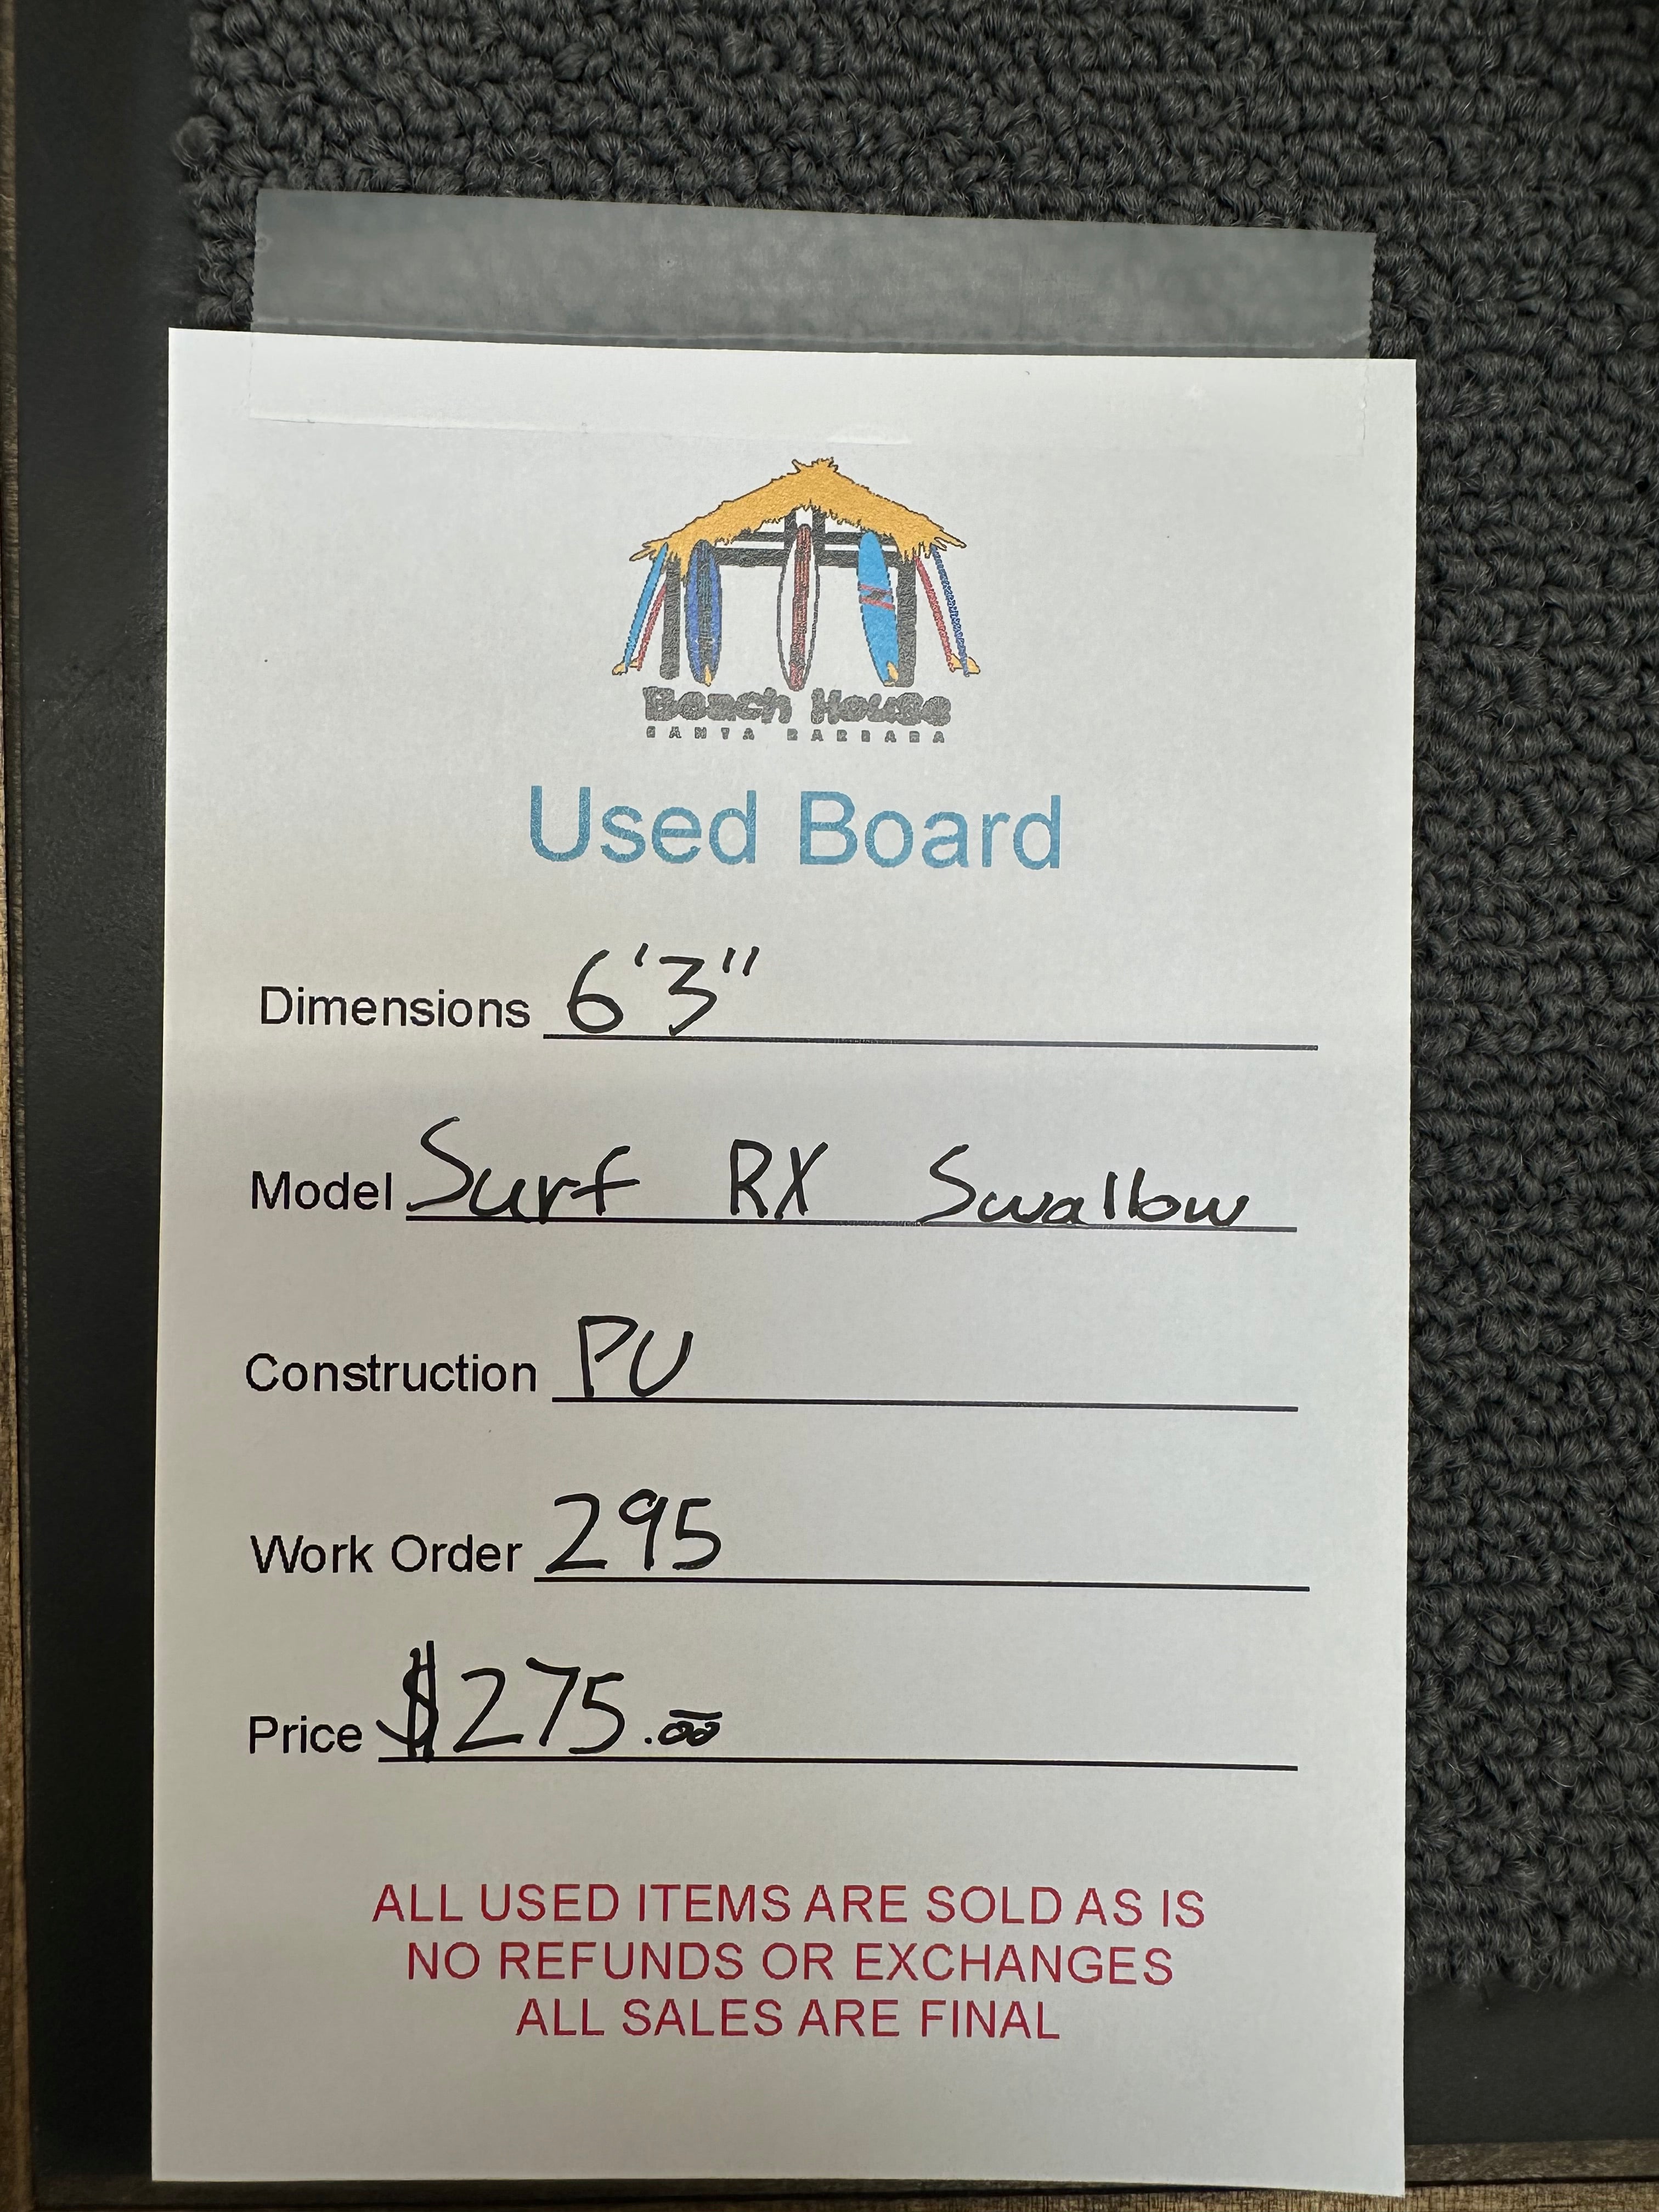 Beach House
SANTA BARBARA
Used Board
Dimensions 6'3"
Model Surf RX Swallow
Construction PU
Work Order 295
Price $275.00
ALL USED ITEMS ARE SOLD AS IS
NO REFUNDS OR EXCHANGES
ALL SALES ARE FINAL